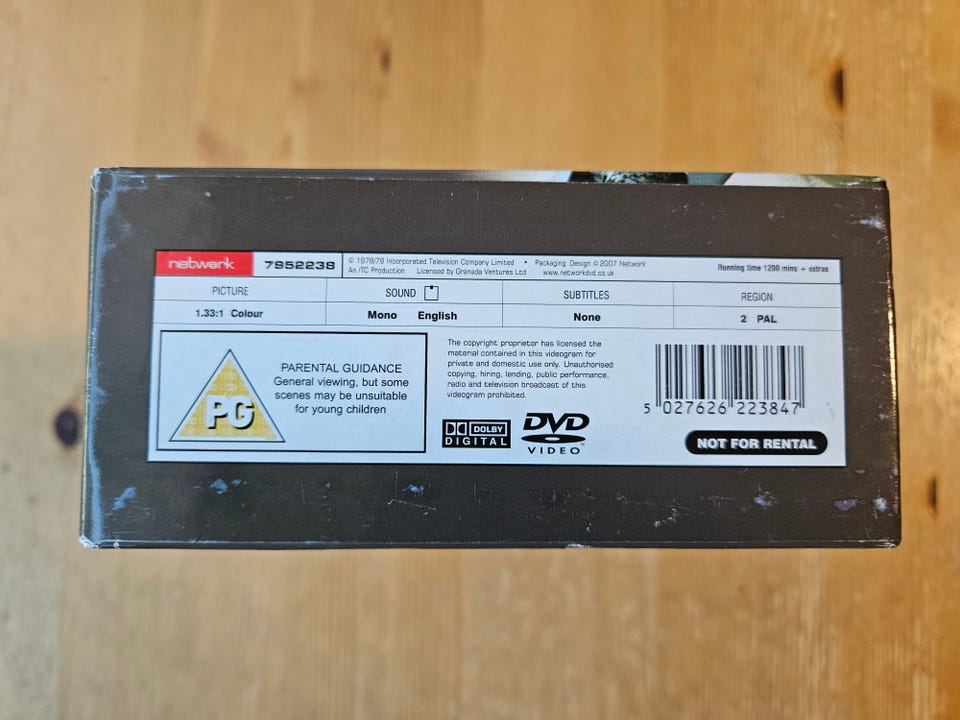 network 7952238
© 1978/79 Incorporated Television Company Limited • Packaging Design © 2007 Network
An ITC Production Licensed by Granada Ventures Ltd www.networkdvd.co.uk
Running time 1200 mins + extras
PICTURE SOUND SUBTITLES REGION
1.33:1 Colour Mono English None 2 PAL
PG
PARENTAL GUIDANCE
General viewing, but some
scenes may be unsuitable
for young children
The copyright proprietor has licensed the
material contained in this videogram for
private and domestic use only. Unauthorised
copying, hiring, lending, public performance,
radio and television broadcast of this
videogram prohibited.
DOLBY
DIGITAL
DVD
VIDEO
5 027626 223847
NOT FOR RENTAL